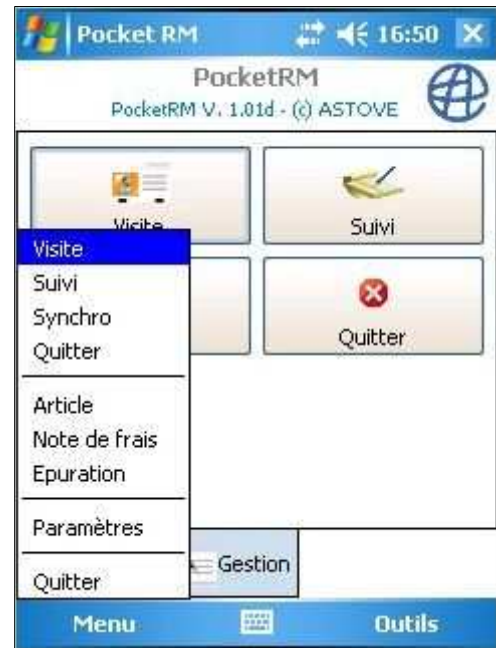 Pocket RM 16:50
PocketRM
PocketRM V. 1.01d - (c) ASTOVE
Visite
Suivi
Visite
Suivi
Synchro
Quitter
Quitter
Article
Note de frais
Epuration
Paramètres
Quitter
Gestion
Menu Outils